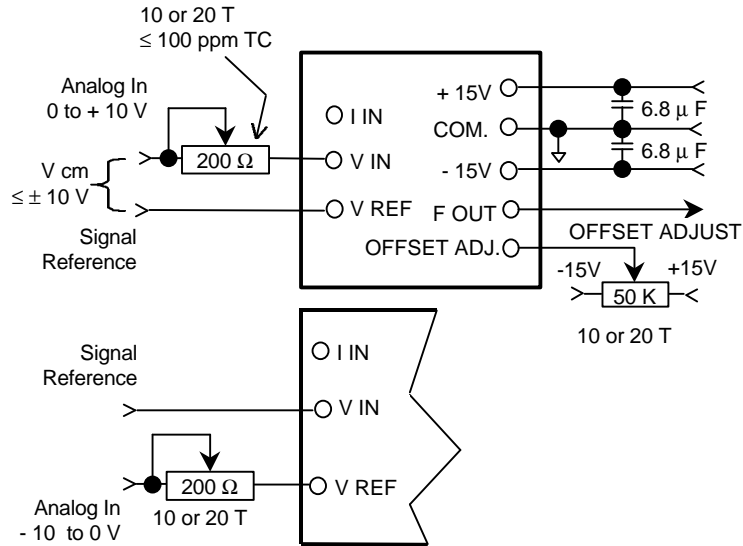 10 or 20 T
≤ 100 ppm TC
Analog In
0 to + 10 V
200 Ω
V cm
≤ ± 10 V
Signal
Reference
I IN
V IN
V REF
+ 15V
COM.
- 15V
F OUT
OFFSET ADJ.
6.8 μ F
6.8 μ F
OFFSET ADJUST
-15V
+15V
50 K
10 or 20 T
Signal
Reference
I IN
V IN
V REF
200 Ω
10 or 20 T
Analog In
- 10 to 0 V